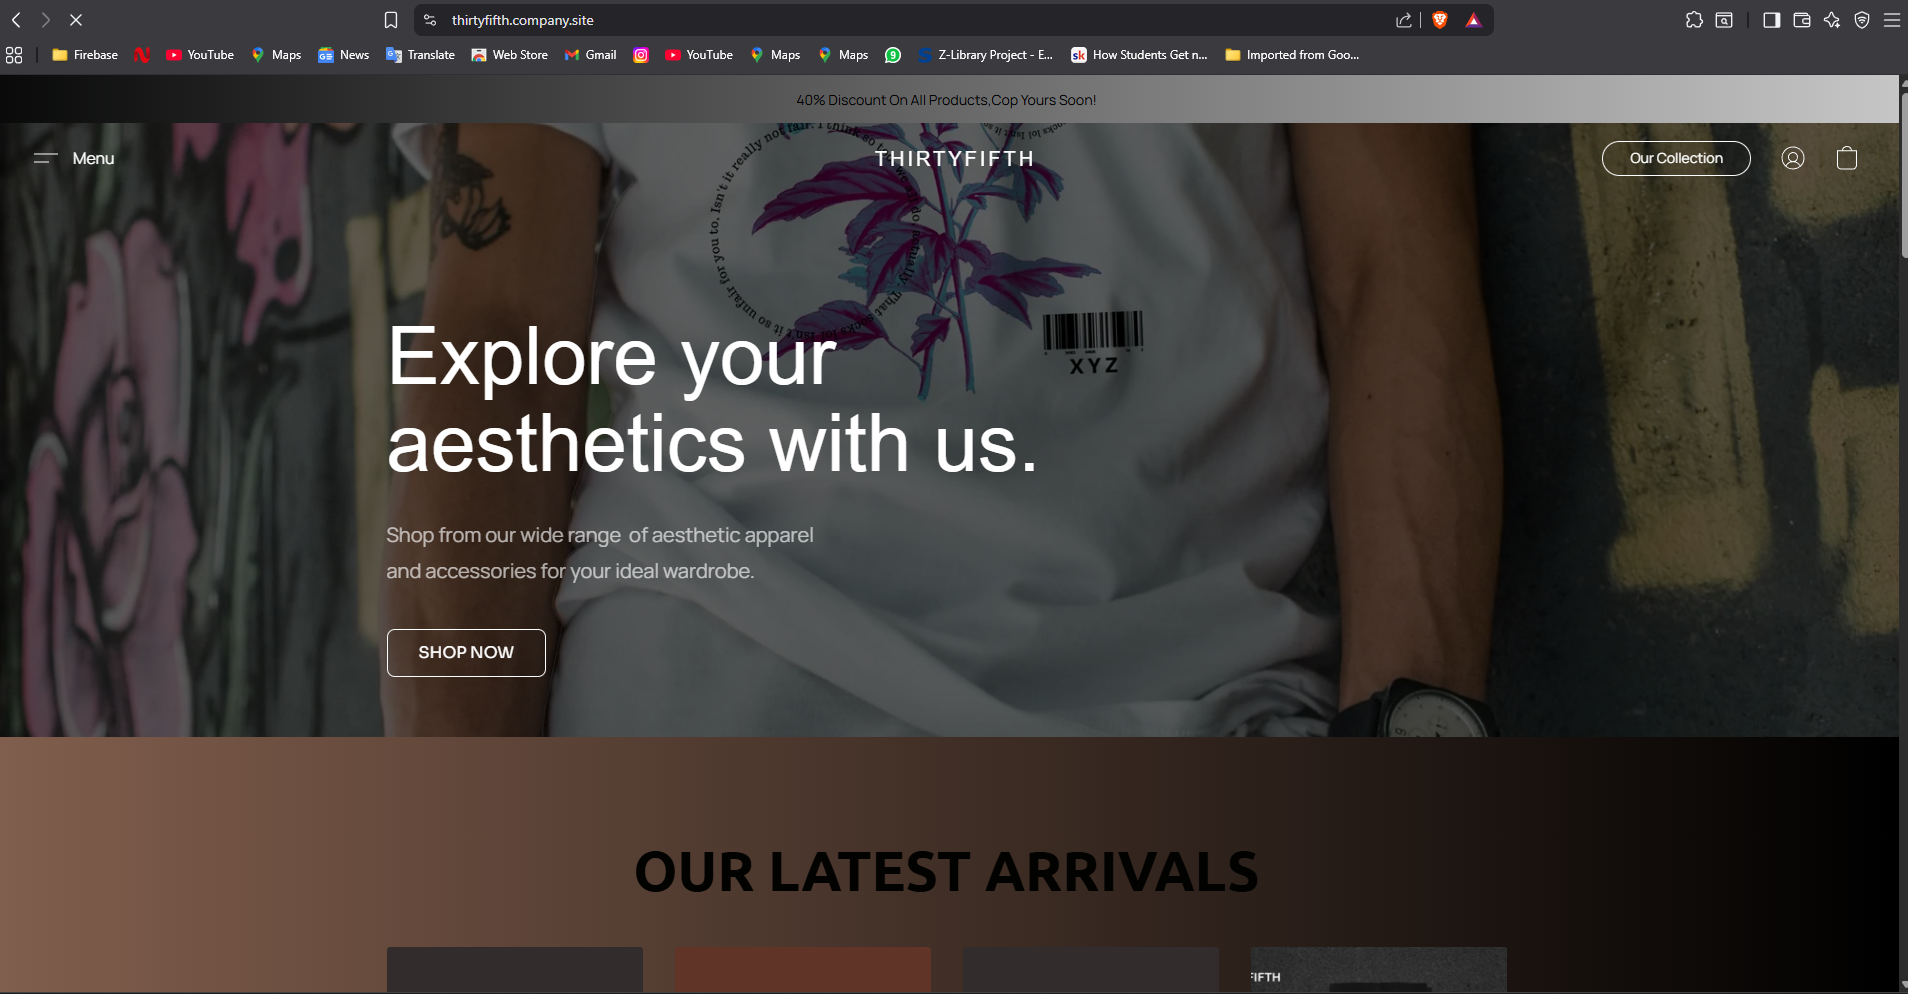 thirtyfifth.company.site
Firebase
YouTube
Maps
News
Translate
Web Store
Gmail
YouTube
Maps
Maps
9
Z-Library Project - E...
sk
How Students Get n...
Imported from Goo...
40% Discount On All Products,Cop Yours Soon!
Menu
THIRTYFIFTH
Our Collection
XYZ
Explore your
aesthetics with us.
Shop from our wide range of aesthetic apparel
and accessories for your ideal wardrobe.
SHOP NOW
OUR LATEST ARRIVALS
FIFTH